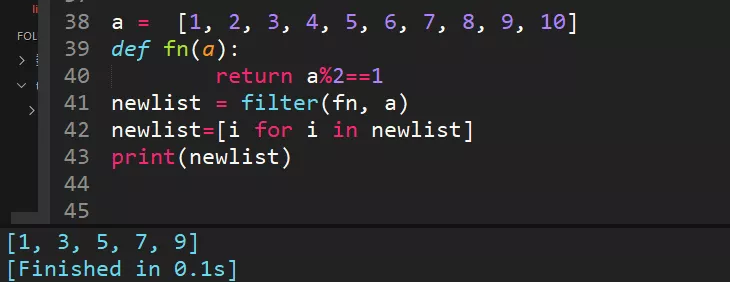 li
FOL
38 a =  [1, 2, 3, 4, 5, 6, 7, 8, 9, 10]
39 def fn(a):
40         return a%2==1
41 newlist = filter(fn, a)
42 newlist=[i for i in newlist]
43 print(newlist)
44
45
[1, 3, 5, 7, 9]
[Finished in 0.1s]